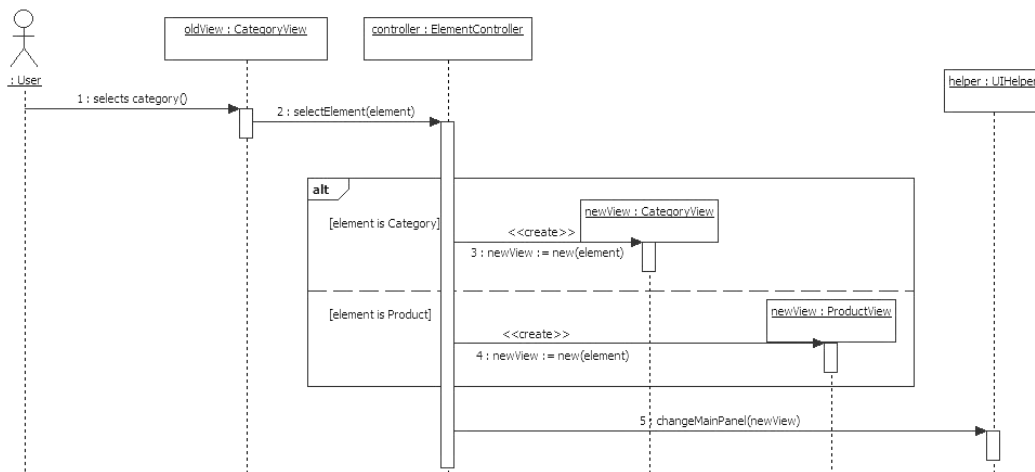 oldView : CategoryView
controller : ElementController
: User
helper : UIHelper
1 : selects category()
2 : selectElement(element)
alt
[element is Category]
newView : CategoryView
<<create>>
3 : newView := new(element)
[element is Product]
newView : ProductView
<<create>>
4 : newView := new(element)
5 : changeMainPanel(newView)